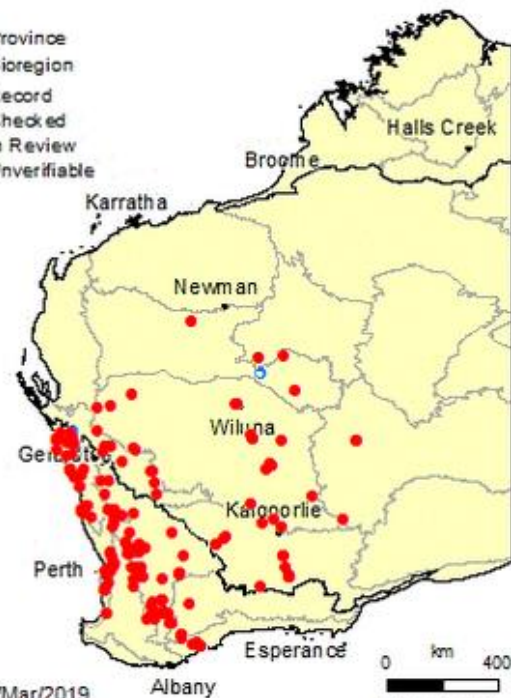 Province
ioregion
ecord
hecked
Review
nverifiable
Halls Creek
Broome
Karratha
Newman
Wiluna
Kalgoorlie
Perth
Esperance
Albany
km
0 400
/Mar/2019